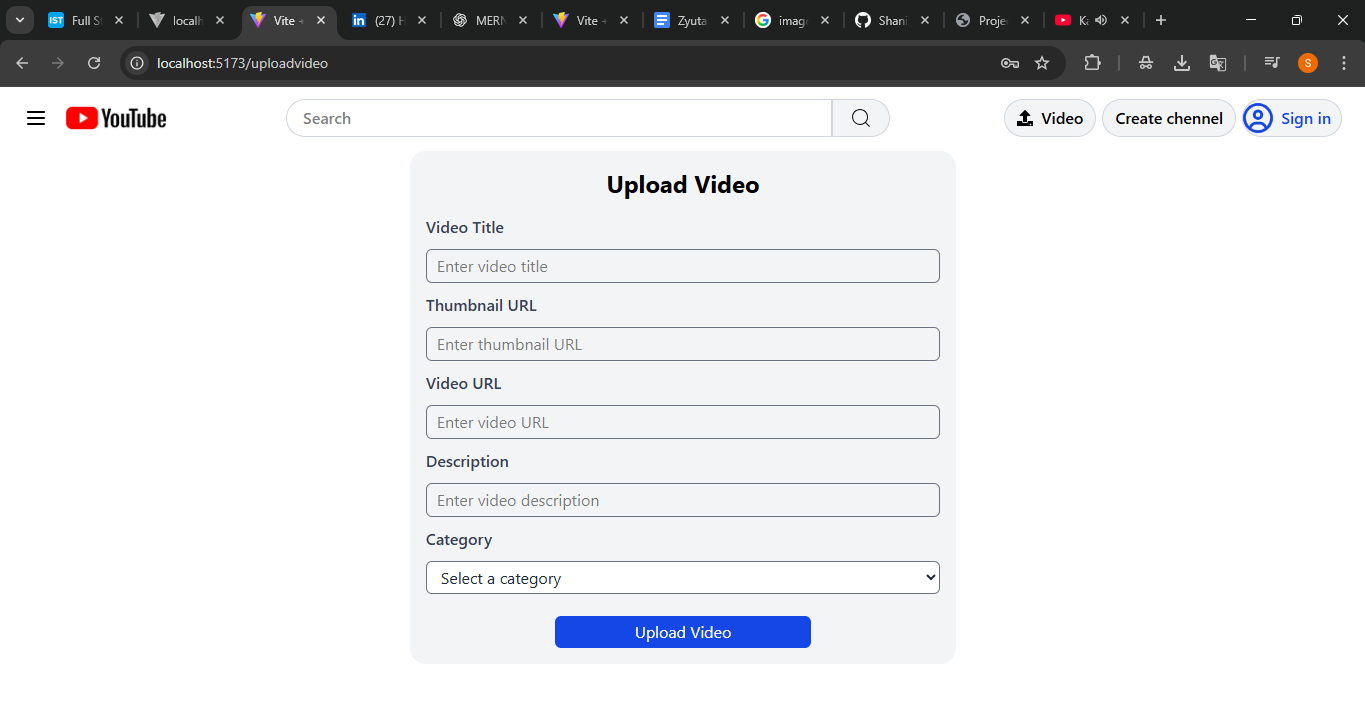 IST Full S
localh
Vite +
in (27) H
MERN
Vite +
Zyuta
imag
Shani
Proje
Ka
localhost:5173/uploadvideo
S
YouTube
Search
Video
Create chennel
Sign in
Upload Video
Video Title
Enter video title
Thumbnail URL
Enter thumbnail URL
Video URL
Enter video URL
Description
Enter video description
Category
Select a category
Upload Video